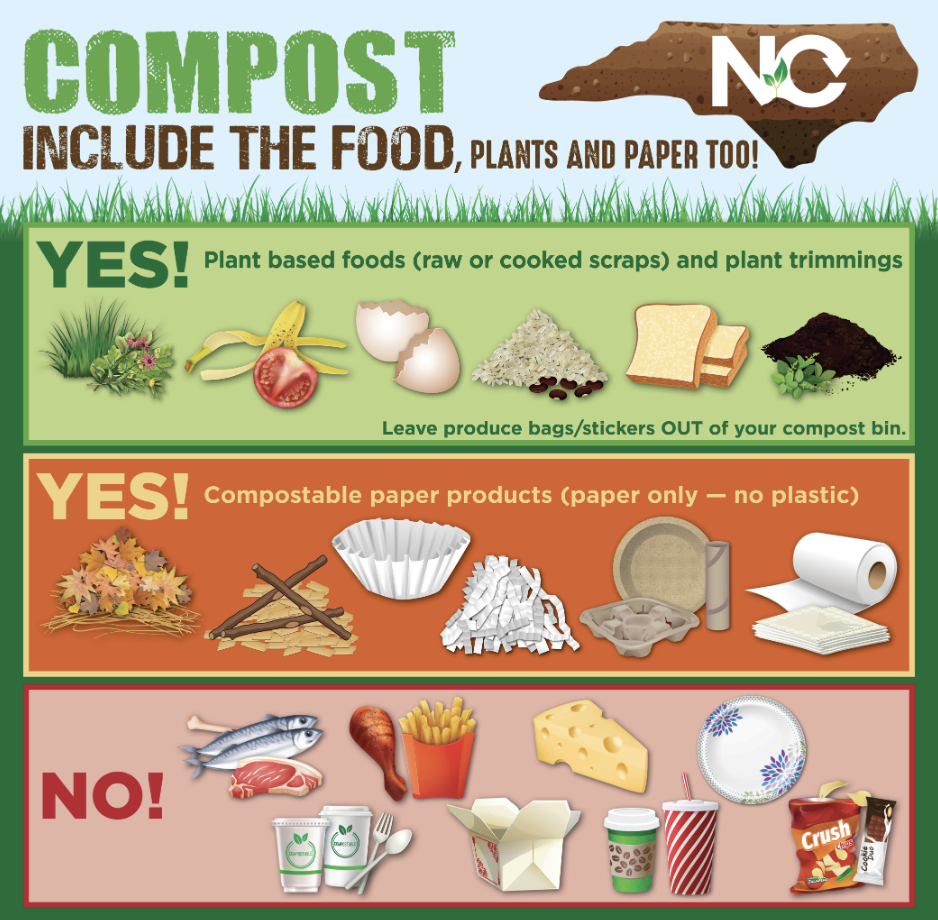 COMPOST
NC
INCLUDE THE FOOD, PLANTS AND PAPER TOO!
YES! Plant based foods (raw or cooked scraps) and plant trimmings
Leave produce bags/stickers OUT of your compost bin.
YES! Compostable paper products (paper only — no plastic)
NO!
COMPOSTABLE
COMPOSTABLE
Crush
Chips
Cookie
Duo